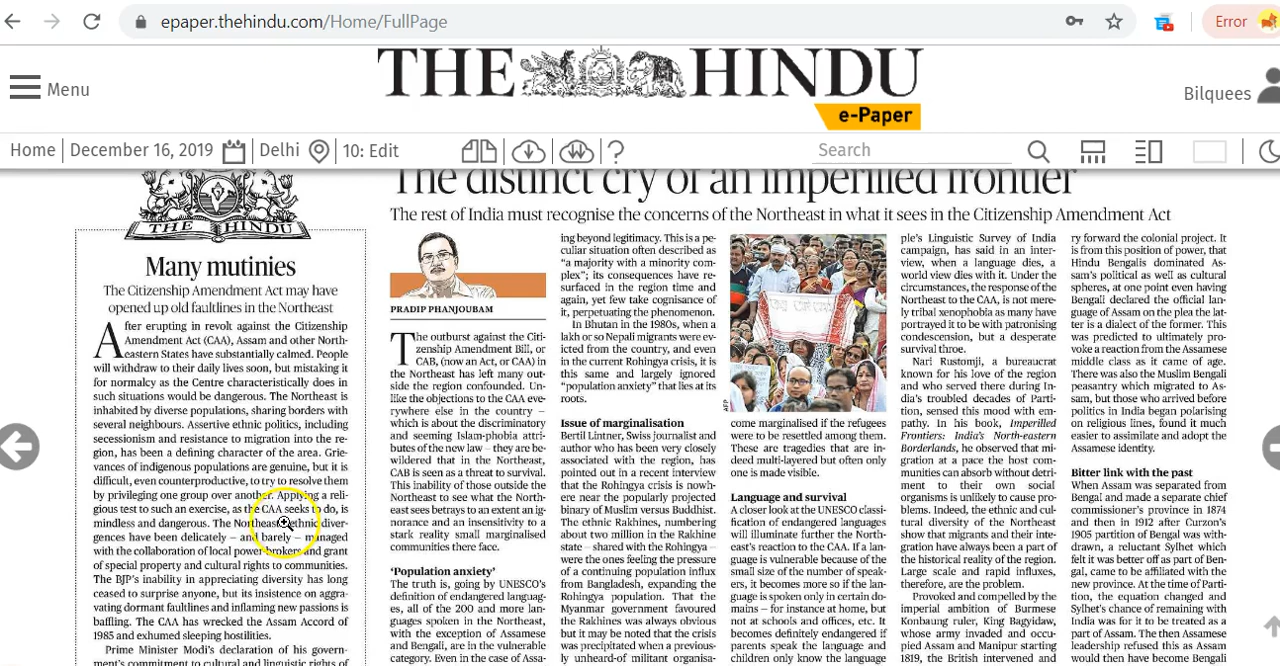 epaper.thehindu.com/Home/FullPage
Error
Menu
THE HINDU
e-Paper
Bilquees
Home
December 16, 2019
Delhi
10: Edit
?
Search
THE HINDU
Many mutinies
The Citizenship Amendment Act may have
opened up old faultlines in the Northeast
After erupting in revolt against the Citizenship
Amendment Act (CAA), Assam and other North-
eastern States have substantially calmed. People
will withdraw to their daily lives soon, but mistaking it
for normalcy as the Centre characteristically does in
such situations would be dangerous. The Northeast is
inhabited by diverse populations, sharing borders with
several neighbours. Assertive ethnic politics, including
secessionism and resistance to migration into the re-
gion, has been a defining character of the area. Grie-
vances of indigenous populations are genuine, but it is
difficult, even counterproductive, to try to resolve them
by privileging one group over another. Applying a reli-
gious test to such an exercise, as the CAA seeks to do, is
mindless and dangerous. The Northeast's ethnic diver-
gences have been delicately – and barely – managed
with the collaboration of local power brokers and grant
of special property and cultural rights to communities.
The BJP's inability in appreciating diversity has long
ceased to surprise anyone, but its insistence on aggra-
vating dormant faultlines and inflaming new passions is
baffling. The CAA has wrecked the Assam Accord of
1985 and exhumed sleeping hostilities.
Prime Minister Modi's declaration of his govern-
ment's commitment to cultural and linguistic rights of
The distinct cry of an imperilled frontier
The rest of India must recognise the concerns of the Northeast in what it sees in the Citizenship Amendment Act
PRADIP PHANJOUBAM
The outburst against the Citi-
zenship Amendment Bill, or
CAB, (now an Act, or CAA) in
the Northeast has left many out-
side the region confounded. Un-
like the objections to the CAA eve-
rywhere else in the country –
which is about the discriminatory
and seeming Islam-phobia attri-
butes of the new law – they are be-
wildered that in the Northeast,
CAB is seen as a threat to survival.
This inability of those outside the
Northeast to see what the North-
east sees betrays to an extent an ig-
norance and an insensitivity to a
stark reality small marginalised
communities there face.
'Population anxiety'
The truth is, going by UNESCO's
definition of endangered languag-
es, all of the 200 and more lan-
guages spoken in the Northeast,
with the exception of Assamese
and Bengali, are in the vulnerable
category. Even in the case of Assa-
ing beyond legitimacy. This is a pe-
culiar situation often described as
"a majority with a minority com-
plex"; its consequences have re-
surfaced in the region time and
again, yet few take cognisance of
it, perpetuating the phenomenon.
In Bhutan in the 1980s, when a
lakh or so Nepali migrants were ev-
icted from the country, and even
in the current Rohingya crisis, it is
this same and largely ignored
"population anxiety" that lies at its
roots.
Issue of marginalisation
Bertil Lintner, Swiss journalist and
author who has been very closely
associated with the region, has
pointed out in a recent interview
that the Rohingya crisis is nowh-
ere near the popularly projected
binary of Muslim versus Buddhist.
The ethnic Rakhines, numbering
about two million in the Rakhine
state – shared with the Rohingya –
were the ones feeling the pressure
of a continuing population influx
from Bangladesh, expanding the
Rohingya population. That the
Myanmar government favoured
the Rakhines was always obvious
but it may be noted that the crisis
was precipitated when a previous-
ly unheard-of militant organisa-
AFP
come marginalised if the refugees
were to be resettled among them.
These are tragedies that are in-
deed multi-layered but often only
one is made visible.
Language and survival
A closer look at the UNESCO classi-
fication of endangered languages
will illuminate further the North-
east's reaction to the CAA. If a lan-
guage is vulnerable because of the
small size of the number of speak-
ers, it becomes more so if the lan-
guage is spoken only in certain do-
mains – for instance at home, but
not at schools and offices, etc. It
becomes definitely endangered if
parents speak the language and
children only know the language
ple's Linguistic Survey of India
campaign, has said in an inter-
view, when a language dies, a
world view dies with it. Under the
circumstances, the response of the
Northeast to the CAA, is not mere-
ly tribal xenophobia as many have
portrayed it to be with patronising
condescension, but a desperate
survival throe.
Nari Rustomji, a bureaucrat
known for his love of the region
and who served there during In-
dia's troubled decades of Parti-
tion, sensed this mood with em-
pathy. In his book, Imperilled
Frontiers: India's North-eastern
Borderlands, he observed that mi-
gration at a pace the host com-
munities can absorb without detri-
ment to their own social
organisms is unlikely to cause pro-
blems. Indeed, the ethnic and cul-
tural diversity of the Northeast
show that migrants and their inte-
gration have always been a part of
the historical reality of the region.
Large scale and rapid influxes,
therefore, are the problem.
Provoked and compelled by the
imperial ambition of Burmese
Konbaung ruler, King Bagyidaw,
whose army invaded and occu-
pied Assam and Manipur starting
1819, the British intervened and
ry forward the colonial project. It
is from this position of power, that
Hindu Bengalis dominated As-
sam's political as well as cultural
spheres, at one point even having
Bengali declared the official lan-
guage of Assam on the plea the lat-
ter is a dialect of the former. This
was predicted to ultimately pro-
voke a reaction from the Assamese
middle class as it came of age.
There was also the Muslim Bengali
peasantry which migrated to As-
sam, but those who arrived before
politics in India began polarising
on religious lines, found it much
easier to assimilate and adopt the
Assamese identity.
Bitter link with the past
When Assam was separated from
Bengal and made a separate chief
commissioner's province in 1874
and then in 1912 after Curzon's
1905 partition of Bengal was with-
drawn, a reluctant Sylhet which
felt it was better off as part of Ben-
gal, came to be affiliated with the
new province. At the time of Parti-
tion, the equation changed and
Sylhet's chance of remaining with
India was for it to be treated as a
part of Assam. The then Assamese
leadership refused this as Assam
would then have become Bengali